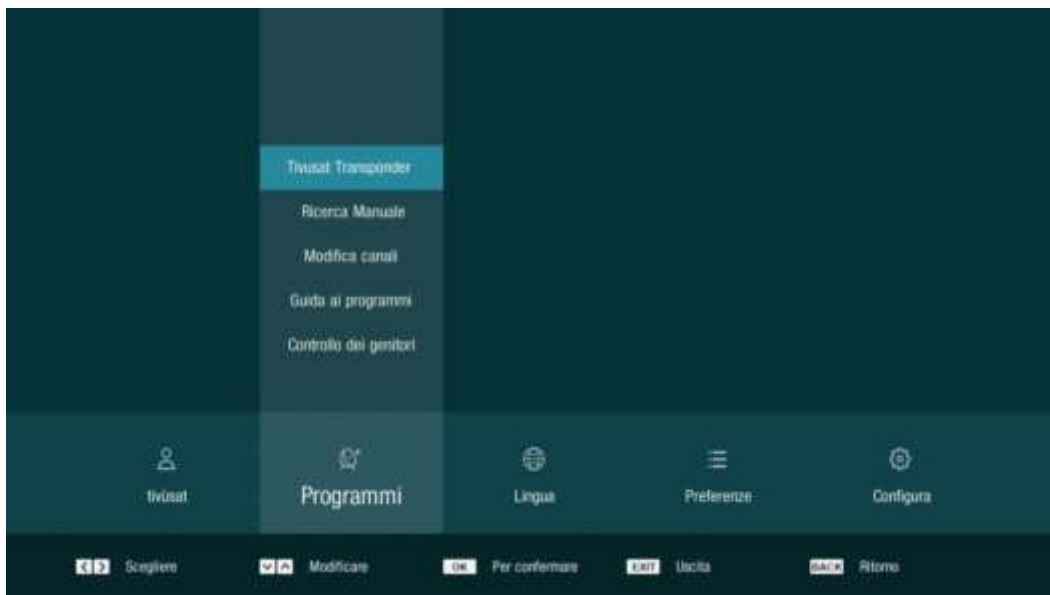 Tivusat Transponder
Ricerca Manuale
Modifica canali
Guida ai programmi
Controllo dei genitori
tivùsat
Programmi
Lingua
Preferenze
Configura
Scegliere
Modificare
OK Per confermare
EXIT Uscita
BACK Ritorno